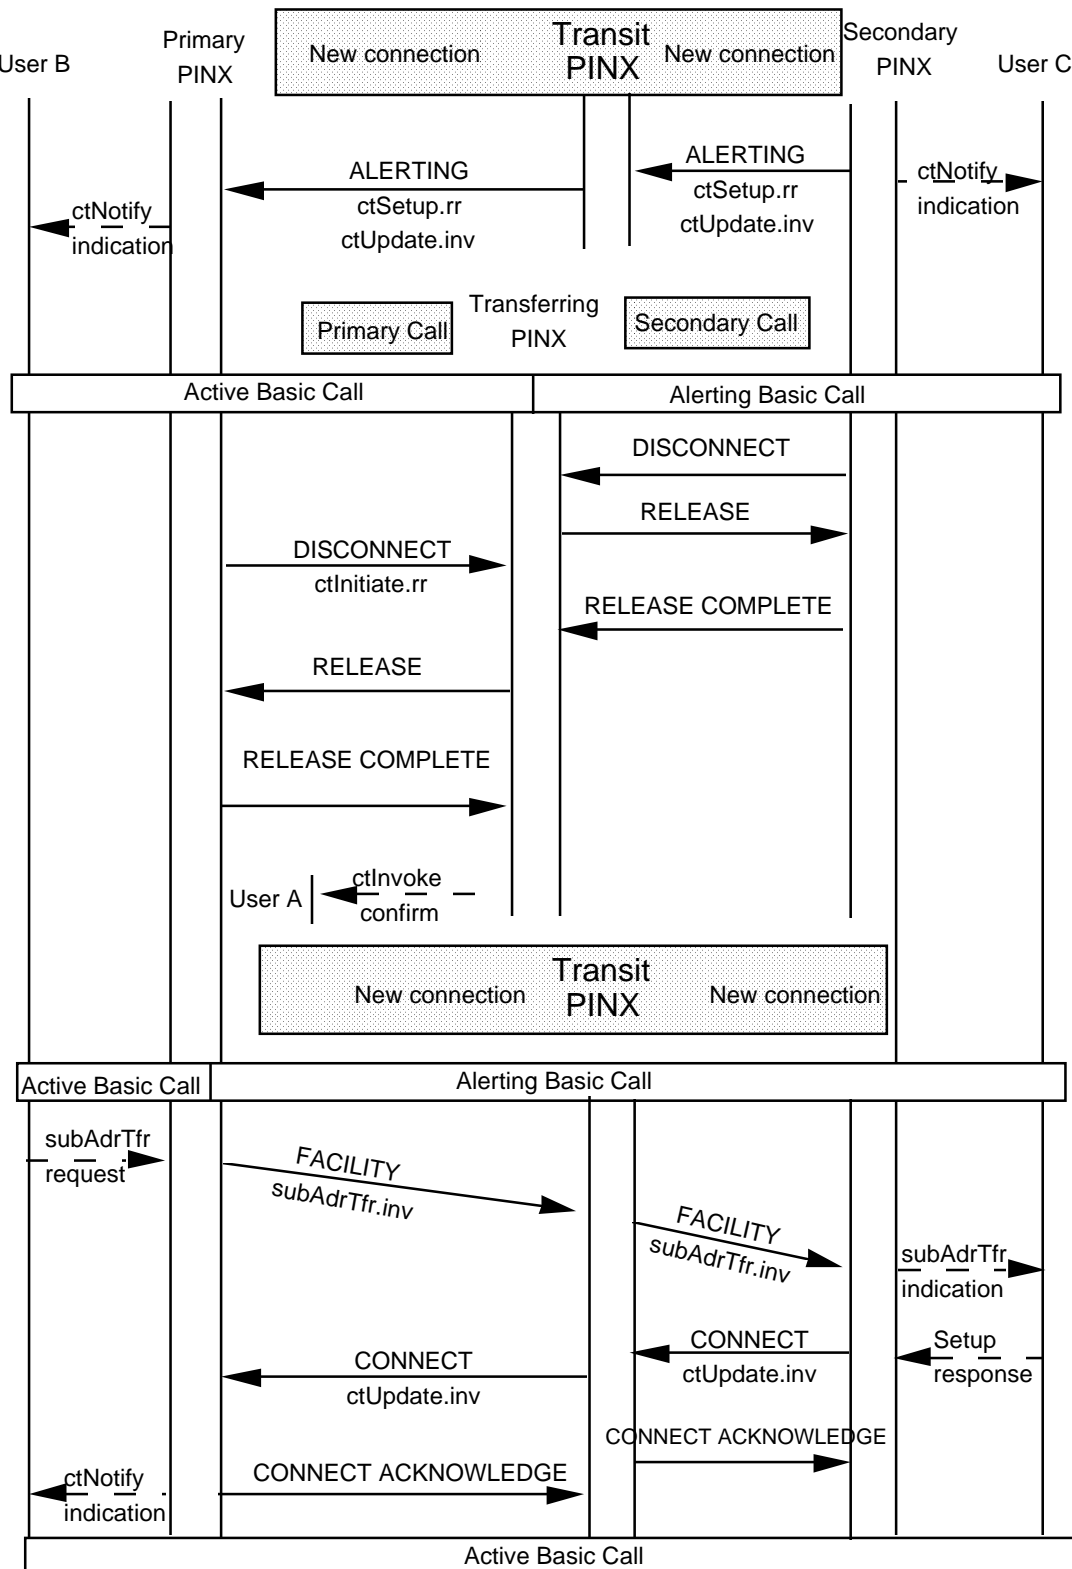 User B
Primary
PINX
New connection
Transit
PINX
New connection
Secondary
PINX
User C
ALERTING
ctSetup.rr
ctUpdate.inv
ALERTING
ctSetup.rr
ctUpdate.inv
ctNotify
indication
ctNotify
indication
Primary Call
Transferring
PINX
Secondary Call
Active Basic Call
Alerting Basic Call
DISCONNECT
RELEASE
DISCONNECT
ctInitiate.rr
RELEASE COMPLETE
RELEASE
RELEASE COMPLETE
User A
ctInvoke
confirm
New connection
Transit
PINX
New connection
Active Basic Call
Alerting Basic Call
subAdrTfr
request
FACILITY
subAdrTfr.inv
FACILITY
subAdrTfr.inv
subAdrTfr
indication
CONNECT
ctUpdate.inv
Setup
response
CONNECT
ctUpdate.inv
CONNECT ACKNOWLEDGE
ctNotify
indication
CONNECT ACKNOWLEDGE
Active Basic Call